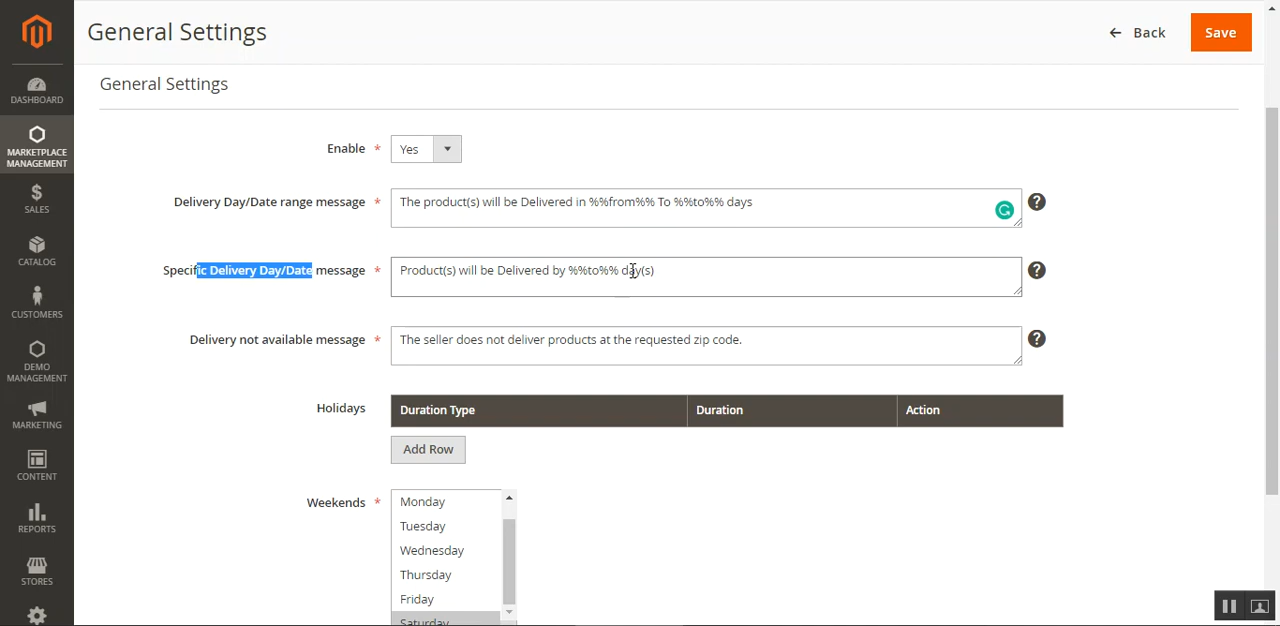 General Settings
Back
Save
DASHBOARD
MARKETPLACE
MANAGEMENT
SALES
CATALOG
CUSTOMERS
DEMO
MANAGEMENT
MARKETING
CONTENT
REPORTS
STORES
General Settings
Enable *
Yes
Delivery Day/Date range message *
The product(s) will be Delivered in %%from%% To %%to%% days
Specific Delivery Day/Date message *
Product(s) will be Delivered by %%to%% day(s)
Delivery not available message *
The seller does not deliver products at the requested zip code.
Holidays
Duration Type Duration Action
Add Row
Weekends *
Monday
Tuesday
Wednesday
Thursday
Friday
Saturday